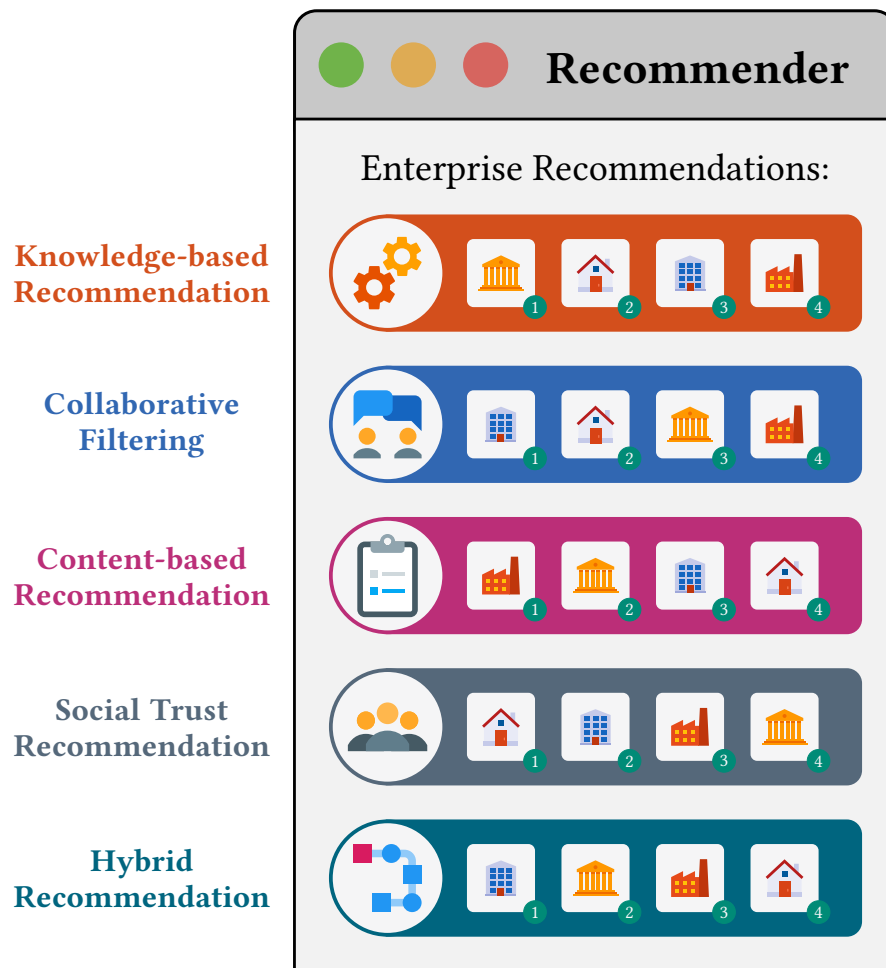 Recommender
Enterprise Recommendations:
Knowledge-based
Recommendation
1 2 3 4
Collaborative
Filtering
1 2 3 4
Content-based
Recommendation
1 2 3 4
Social Trust
Recommendation
1 2 3 4
Hybrid
Recommendation
1 2 3 4